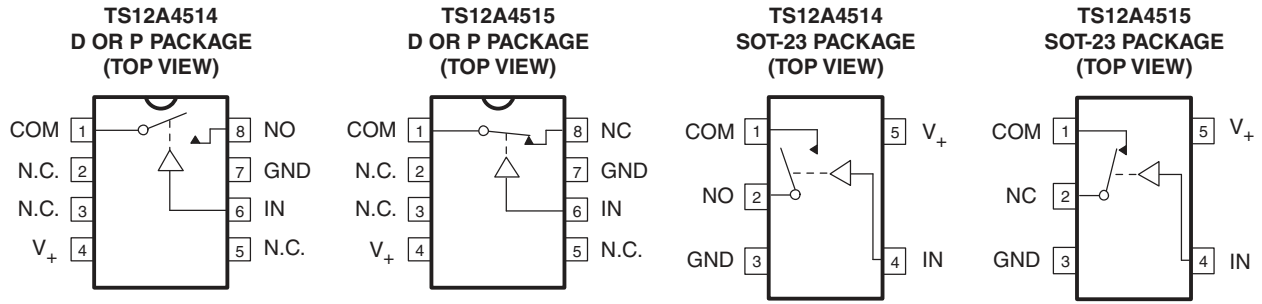 TS12A4514
D OR P PACKAGE
(TOP VIEW)
COM 1
8 NO
N.C. 2
7 GND
N.C. 3
6 IN
V+ 4
5 N.C.
TS12A4515
D OR P PACKAGE
(TOP VIEW)
COM 1
8 NC
N.C. 2
7 GND
N.C. 3
6 IN
V+ 4
5 N.C.
TS12A4514
SOT-23 PACKAGE
(TOP VIEW)
COM 1
5 V+
NO 2
GND 3
4 IN
TS12A4515
SOT-23 PACKAGE
(TOP VIEW)
COM 1
5 V+
NC 2
GND 3
4 IN